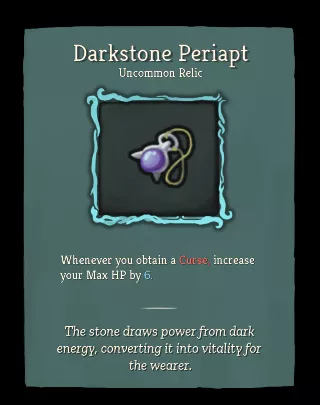 Darkstone Periapt
Uncommon Relic
Whenever you obtain a Curse, increase
your Max HP by 6.
The stone draws power from dark
energy, converting it into vitality for
the wearer.